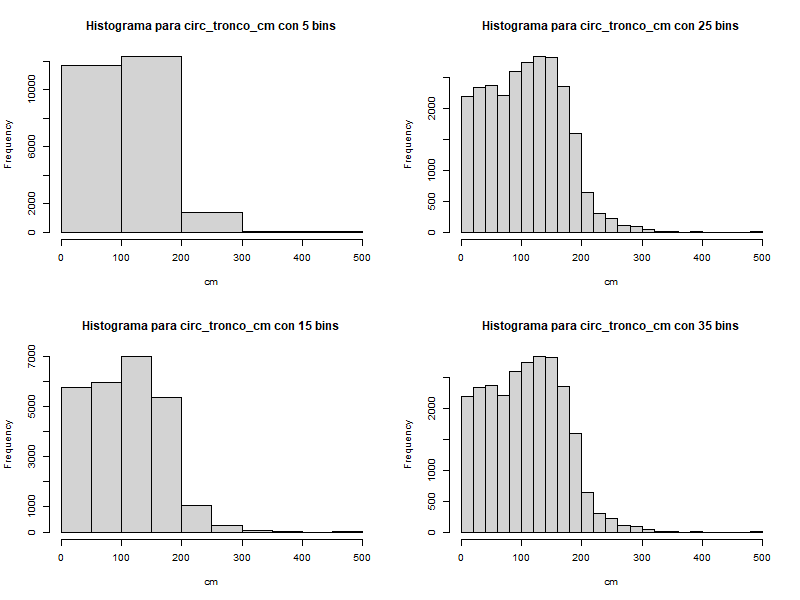 Histograma para circ_tronco_cm con 5 bins
Frequency
0 2000 6000 10000
0 100 200 300 400 500
cm
Histograma para circ_tronco_cm con 25 bins
Frequency
0 500 1000 2000
0 100 200 300 400 500
cm
Histograma para circ_tronco_cm con 15 bins
Frequency
0 1000 3000 5000 7000
0 100 200 300 400 500
cm
Histograma para circ_tronco_cm con 35 bins
Frequency
0 500 1000 2000
0 100 200 300 400 500
cm